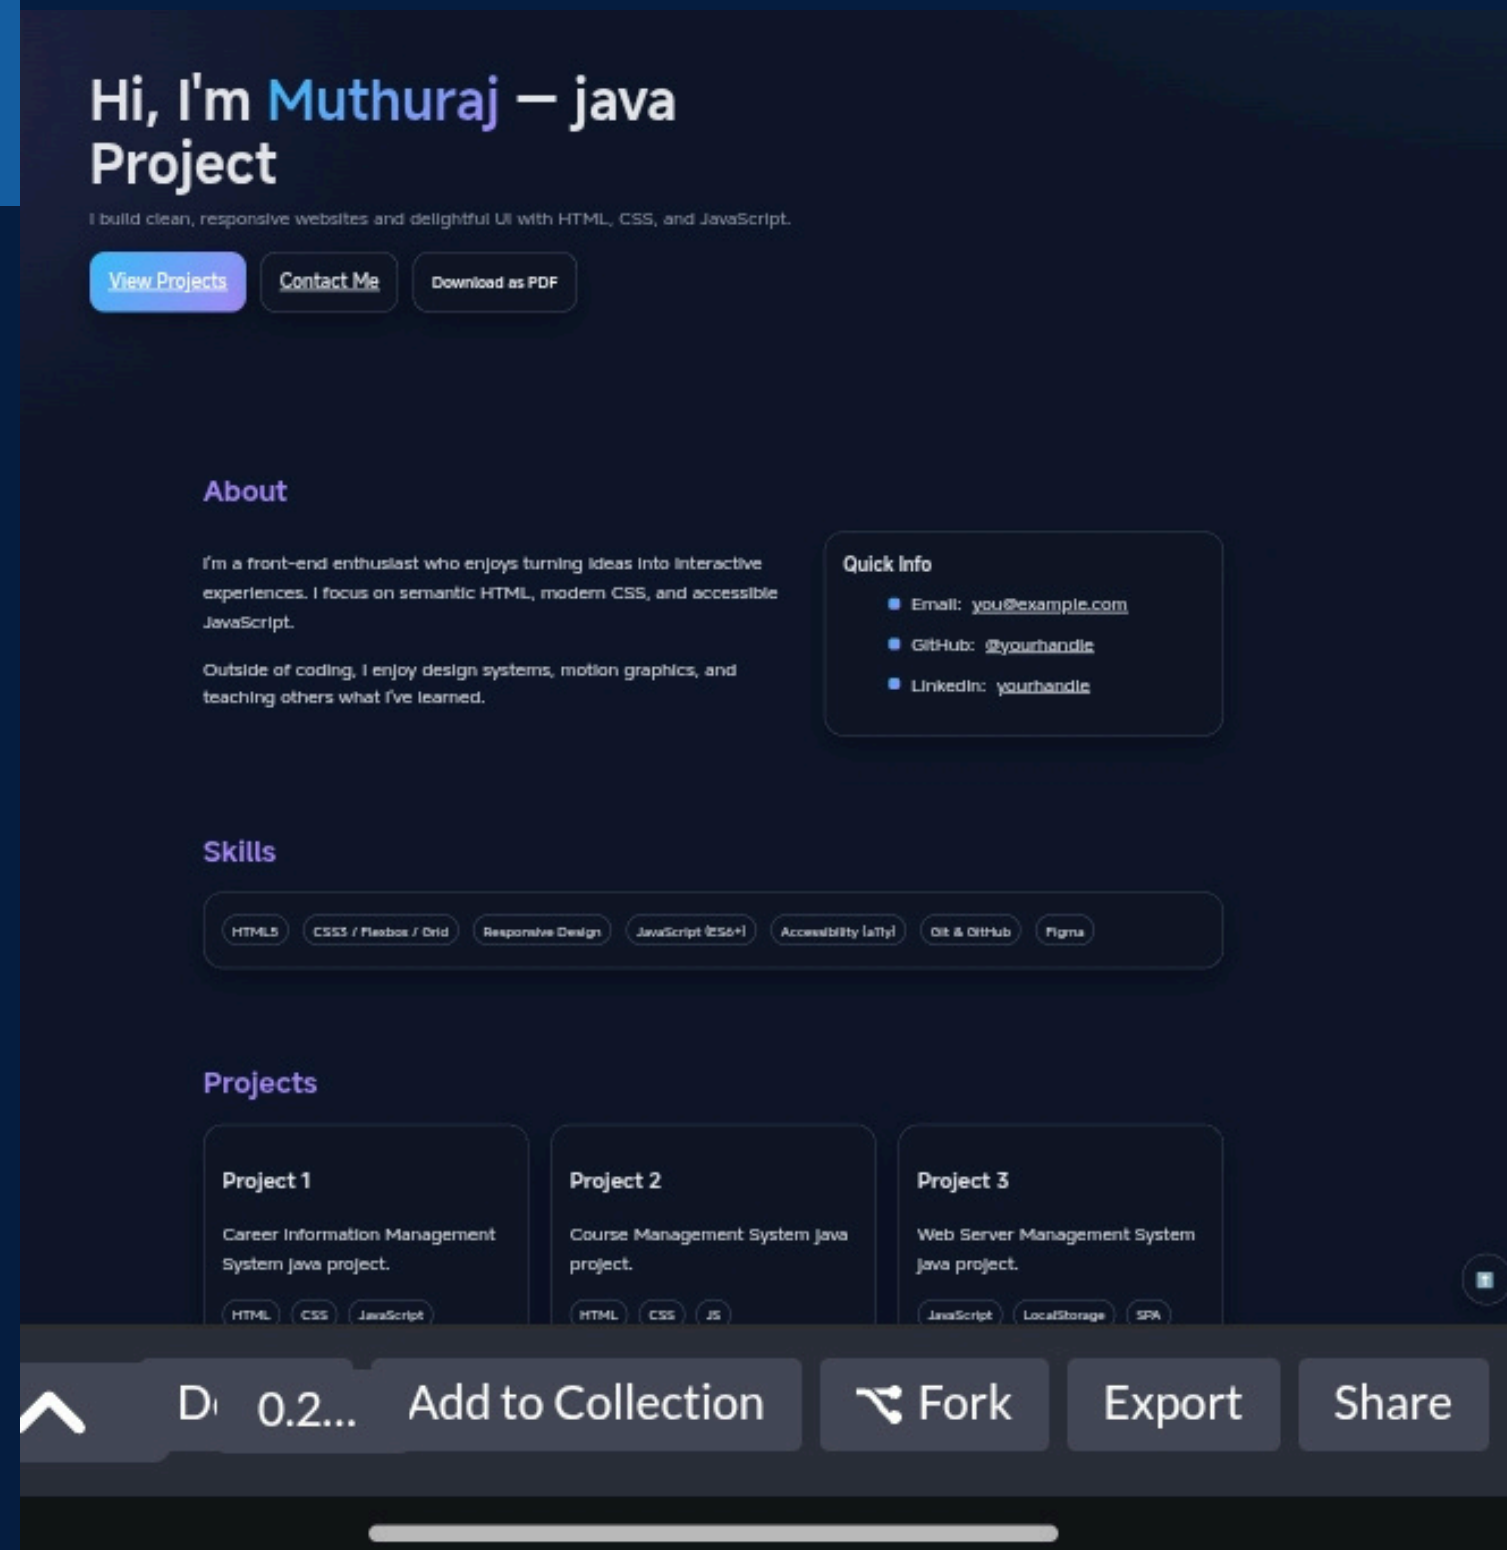 Hi, I'm Muthuraj — java
Project
I build clean, responsive websites and delightful UI with HTML, CSS, and JavaScript.
View Projects
Contact Me
Download as PDF
About
I'm a front-end enthusiast who enjoys turning ideas into interactive
experiences. I focus on semantic HTML, modern CSS, and accessible
JavaScript.
Outside of coding, I enjoy design systems, motion graphics, and
teaching others what I've learned.
Quick Info
Email: you@example.com
GitHub: @yourhandle
LinkedIn: yourhandle
Skills
HTML5
CSS3 / Flexbox / Grid
Responsive Design
JavaScript (ES6+)
Accessibility (a11y)
Git & GitHub
Figma
Projects
Project 1
Career Information Management
System java project.
HTML
CSS
JavaScript
Project 2
Course Management System java
project.
HTML
CSS
JS
Project 3
Web Server Management System
java project.
JavaScript
LocalStorage
SPA
0.2...
Add to Collection
Fork
Export
Share